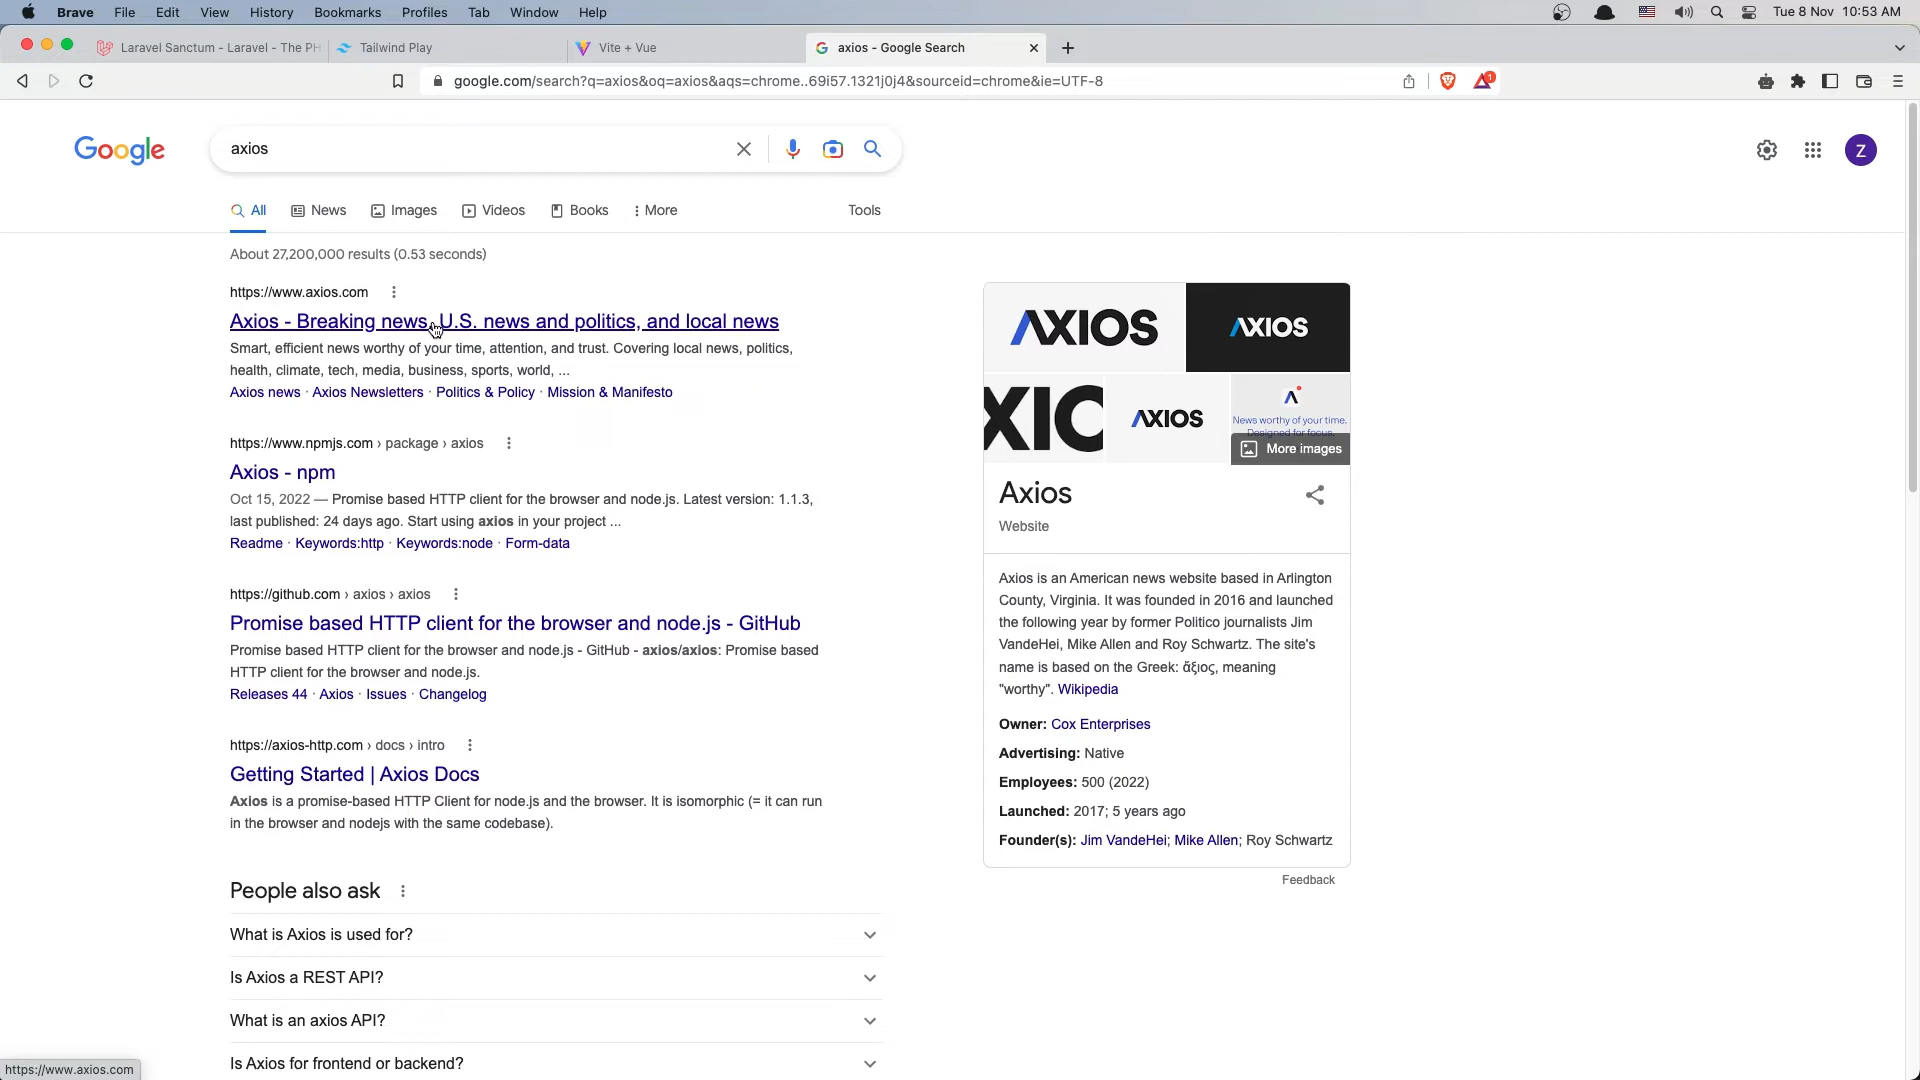 Brave File Edit View History Bookmarks Profiles Tab Window Help Tue 8 Nov 10:53 AM
Laravel Sanctum - Laravel - The PH Tailwind Play Vite + Vue axios - Google Search
google.com/search?q=axios&oq=axios&aqs=chrome..69i57.1321j0j4&sourceid=chrome&ie=UTF-8 1
Google axios Z
All News Images Videos Books More Tools
About 27,200,000 results (0.53 seconds)
https://www.axios.com
Axios - Breaking news, U.S. news and politics, and local news
Smart, efficient news worthy of your time, attention, and trust. Covering local news, politics,
health, climate, tech, media, business, sports, world, ...
Axios news · Axios Newsletters · Politics & Policy · Mission & Manifesto
https://www.npmjs.com › package › axios
Axios - npm
Oct 15, 2022 — Promise based HTTP client for the browser and node.js. Latest version: 1.1.3,
last published: 24 days ago. Start using axios in your project ...
Readme · Keywords:http · Keywords:node · Form-data
https://github.com › axios › axios
Promise based HTTP client for the browser and node.js - GitHub
Promise based HTTP client for the browser and node.js - GitHub - axios/axios: Promise based
HTTP client for the browser and node.js.
Releases 44 · Axios · Issues · Changelog
https://axios-http.com › docs › intro
Getting Started | Axios Docs
Axios is a promise-based HTTP Client for node.js and the browser. It is isomorphic (= it can run
in the browser and nodejs with the same codebase).
People also ask
What is Axios is used for?
Is Axios a REST API?
What is an axios API?
Is Axios for frontend or backend?
AXIOS AXIOS
XIO AXIOS
News worthy of your time.
Designed for focus.
More images
Axios
Website
Axios is an American news website based in Arlington
County, Virginia. It was founded in 2016 and launched
the following year by former Politico journalists Jim
VandeHei, Mike Allen and Roy Schwartz. The site's
name is based on the Greek: ἄξιος, meaning
"worthy". Wikipedia
Owner: Cox Enterprises
Advertising: Native
Employees: 500 (2022)
Launched: 2017; 5 years ago
Founder(s): Jim VandeHei; Mike Allen; Roy Schwartz
Feedback
https://www.axios.com